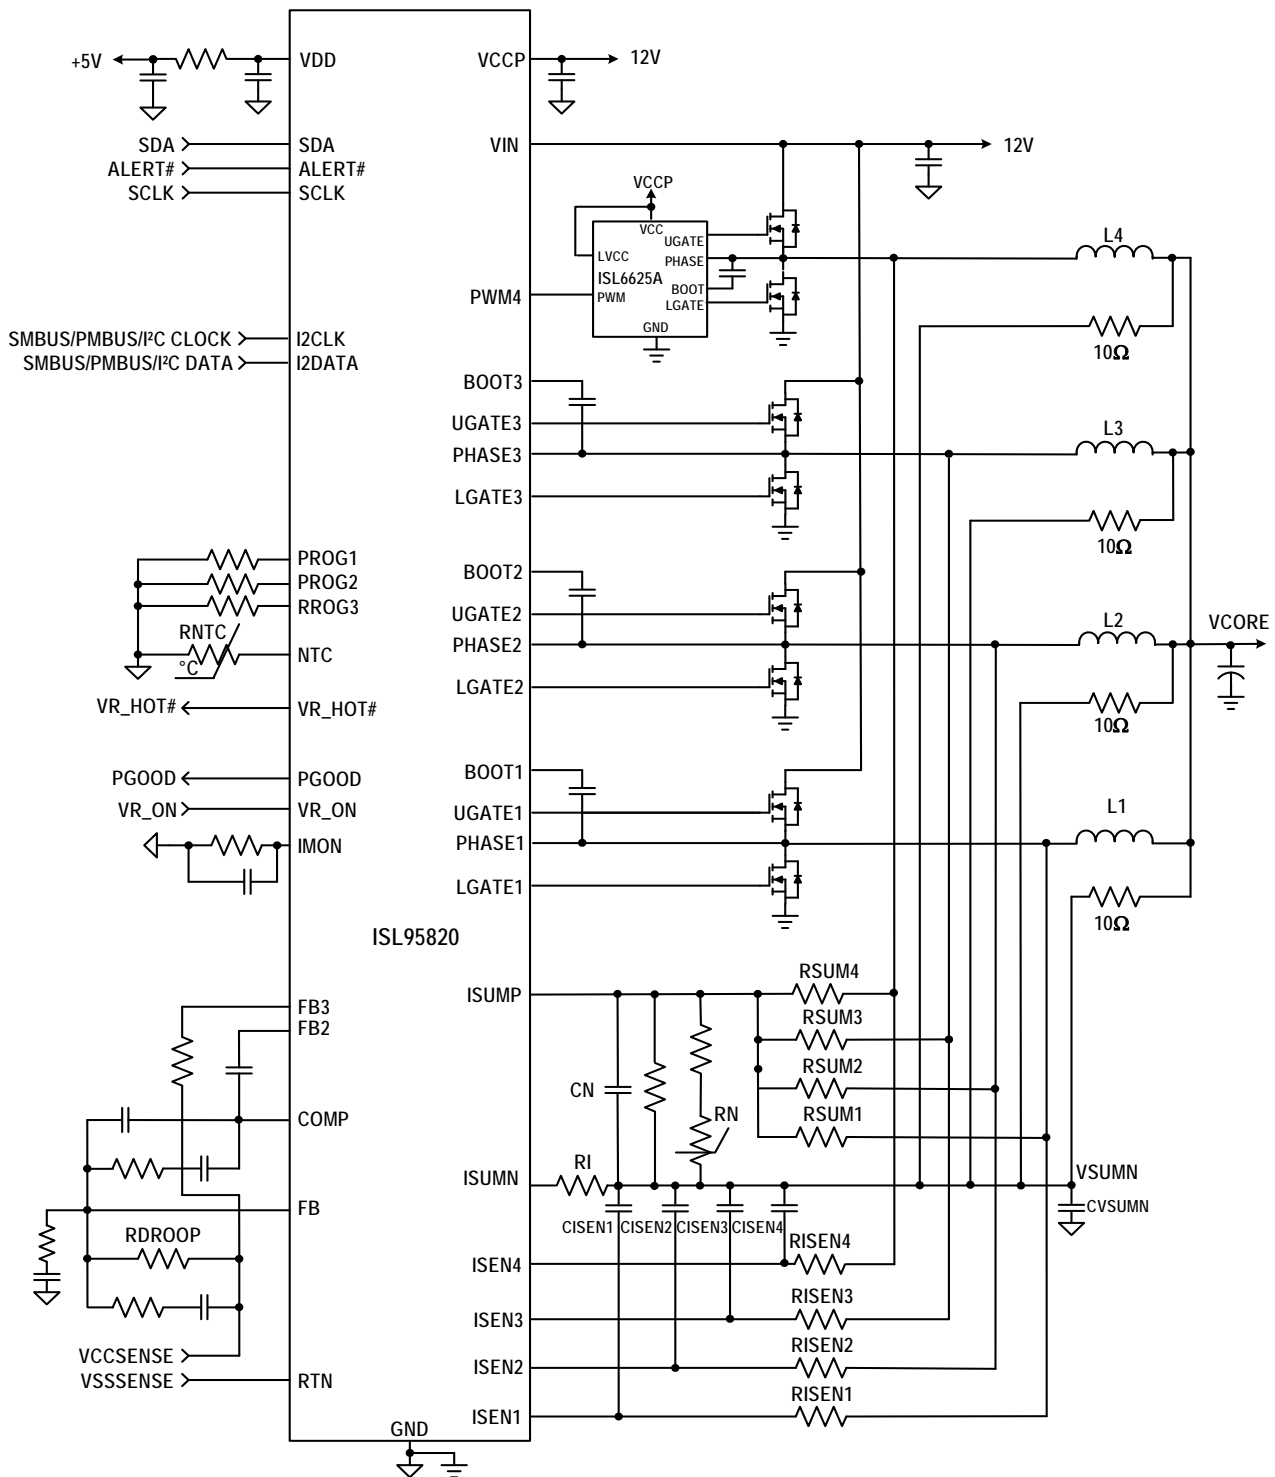 +5V
VDD
VCCP
12V
SDA
SDA
VIN
12V
ALERT#
ALERT#
SCLK
SCLK
VCCP
VCC
UGATE
LVCC
PHASE
ISL6625A
BOOT
PWM
LGATE
GND
PWM4
L4
10Ω
SMBUS/PMBUS/I²C CLOCK
I2CLK
SMBUS/PMBUS/I²C DATA
I2DATA
BOOT3
UGATE3
PHASE3
LGATE3
L3
10Ω
PROG1
PROG2
RROG3
RNTC
°C
NTC
BOOT2
UGATE2
PHASE2
LGATE2
L2
VCORE
10Ω
VR_HOT#
VR_HOT#
PGOOD
PGOOD
VR_ON
VR_ON
IMON
BOOT1
UGATE1
PHASE1
LGATE1
L1
10Ω
ISL95820
FB3
FB2
COMP
FB
RDROOP
VCCSENSE
VSSSENSE
RTN
GND
ISUMP
RSUM4
RSUM3
RSUM2
RSUM1
CN
RN
ISUMN
RI
VSUMN
CVSUMN
CISEN1
CISEN2
CISEN3
CISEN4
ISEN4
RISEN4
ISEN3
RISEN3
ISEN2
RISEN2
ISEN1
RISEN1